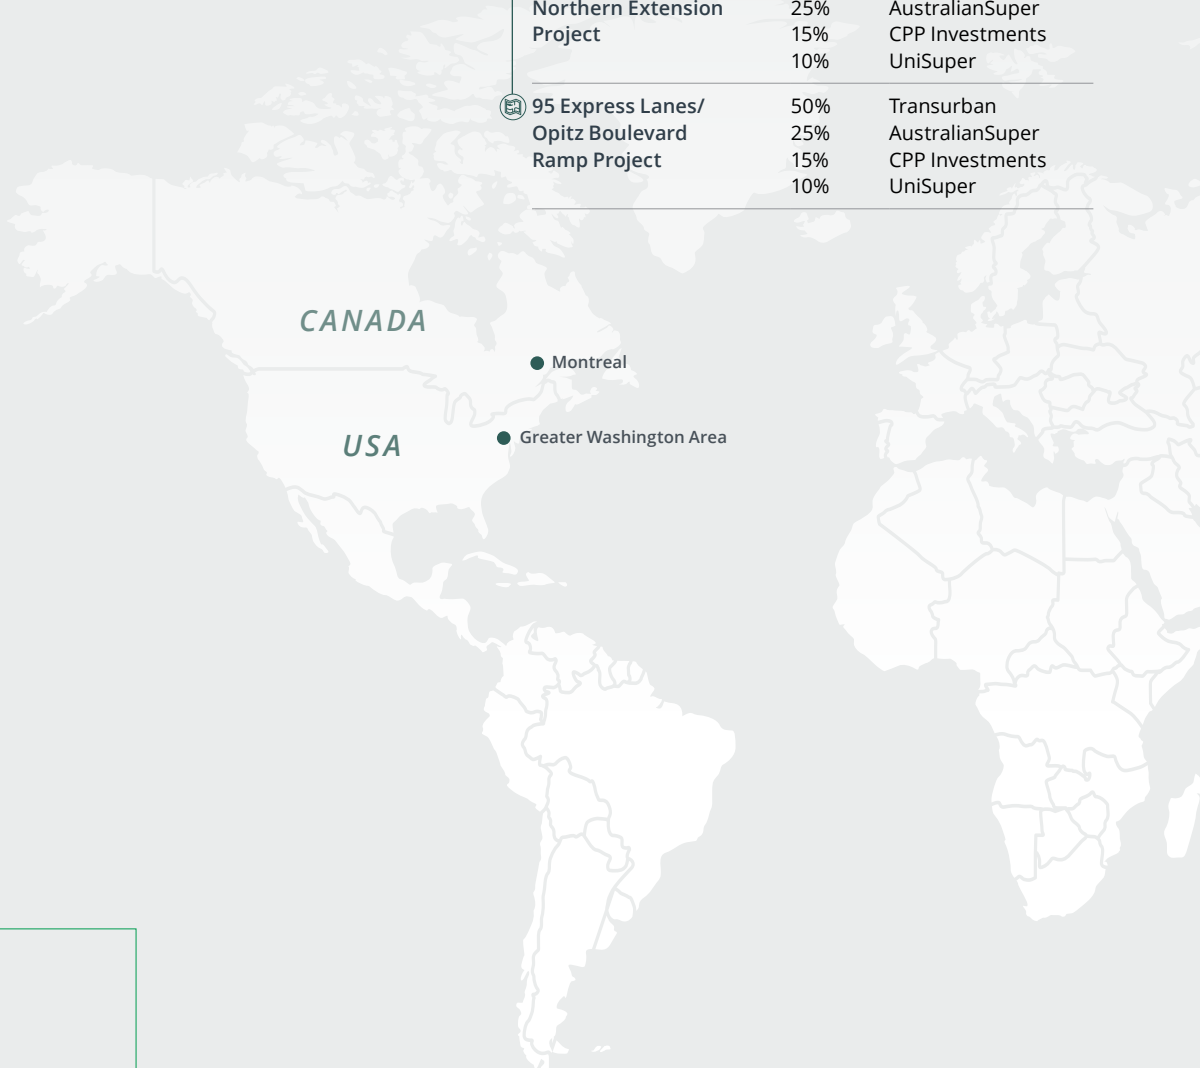 Northern Extension 25% AustralianSuper
Project 15% CPP Investments
10% UniSuper
95 Express Lanes/ 50% Transurban
Opitz Boulevard 25% AustralianSuper
Ramp Project 15% CPP Investments
10% UniSuper
CANADA
Montreal
Greater Washington Area
USA